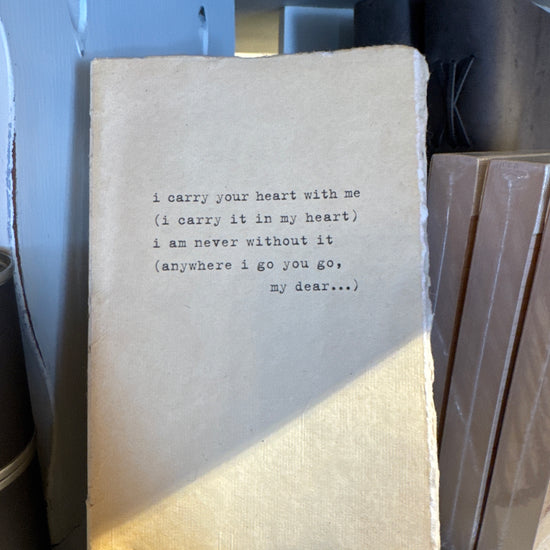 i carry your heart with me
(i carry it in my heart)
i am never without it
(anywhere i go you go,
my dear...)